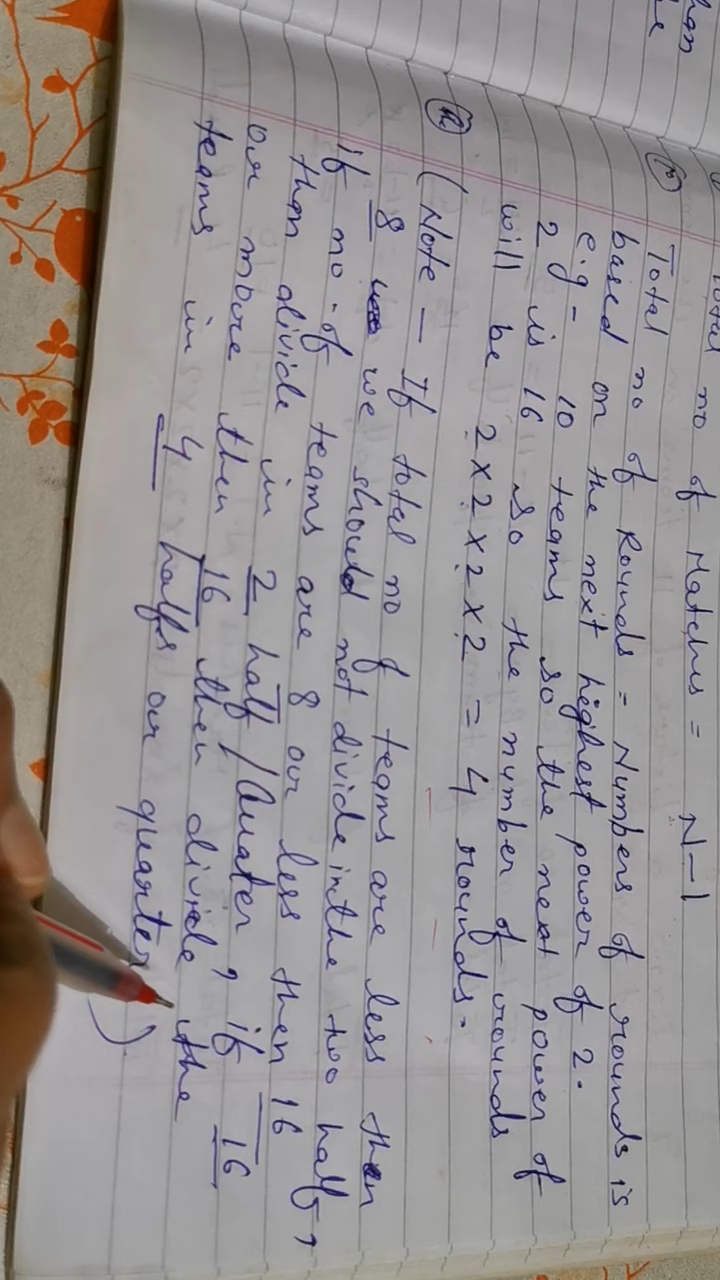 Total no of Matches = N-1
Total no of Rounds = Numbers of rounds is
based on the next highest power of 2.
e.g - 10 teams so the next power of
2 is 16 so the number of rounds
will be 2 x 2 x 2 x 2 = 4 rounds.
(Note - If total no of teams are less then
8 we should not divide in the two half,
If no. of teams are 8 or less then 16
then divide in 2 half / Quater, if 16
or more then 16 then divide the
teams in 4 halfs or quarter)